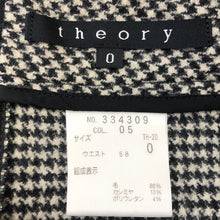 theory
0
NO. 334309
COL. 05 TH-20
サイズ 0
ウエスト 58
組成表示
毛 86%
カシミヤ 10%
ポリウレタン 4%